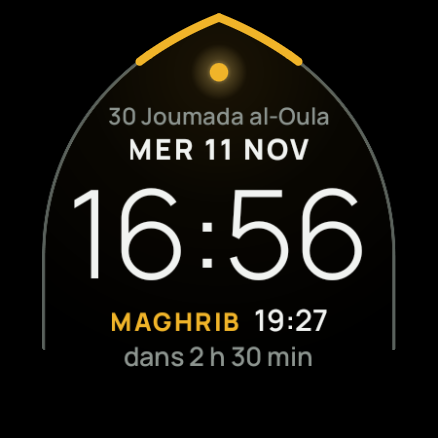 30 Joumada al-Oula
MER 11 NOV
16:56
MAGHRIB 19:27
dans 2 h 30 min